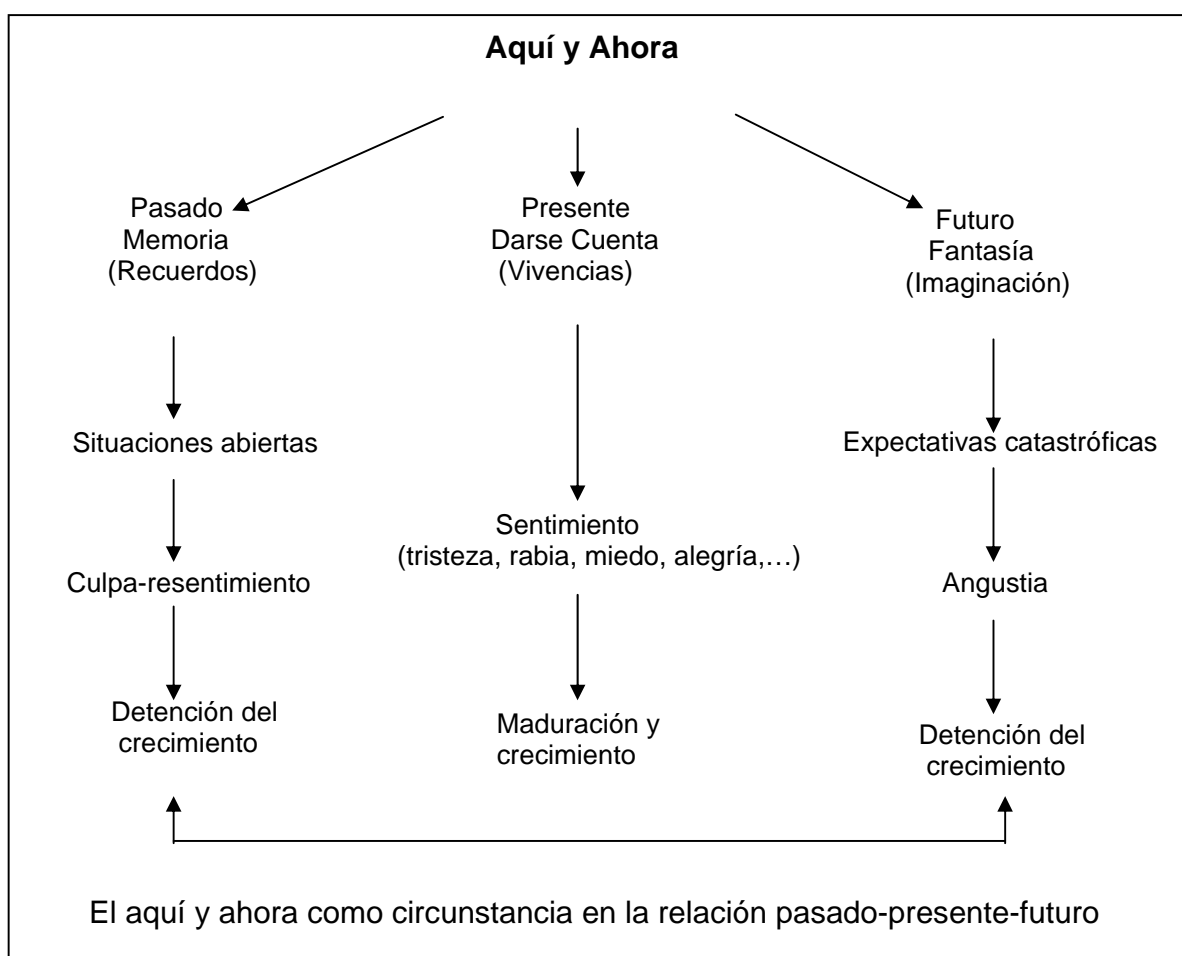 Aquí y Ahora
Pasado
Memoria
(Recuerdos)
Presente
Darse Cuenta
(Vivencias)
Futuro
Fantasía
(Imaginación)
Situaciones abiertas
Expectativas catastróficas
Sentimiento
(tristeza, rabia, miedo, alegría,…)
Culpa-resentimiento
Angustia
Detención del
crecimiento
Maduración y
crecimiento
Detención del
crecimiento
El aquí y ahora como circunstancia en la relación pasado-presente-futuro